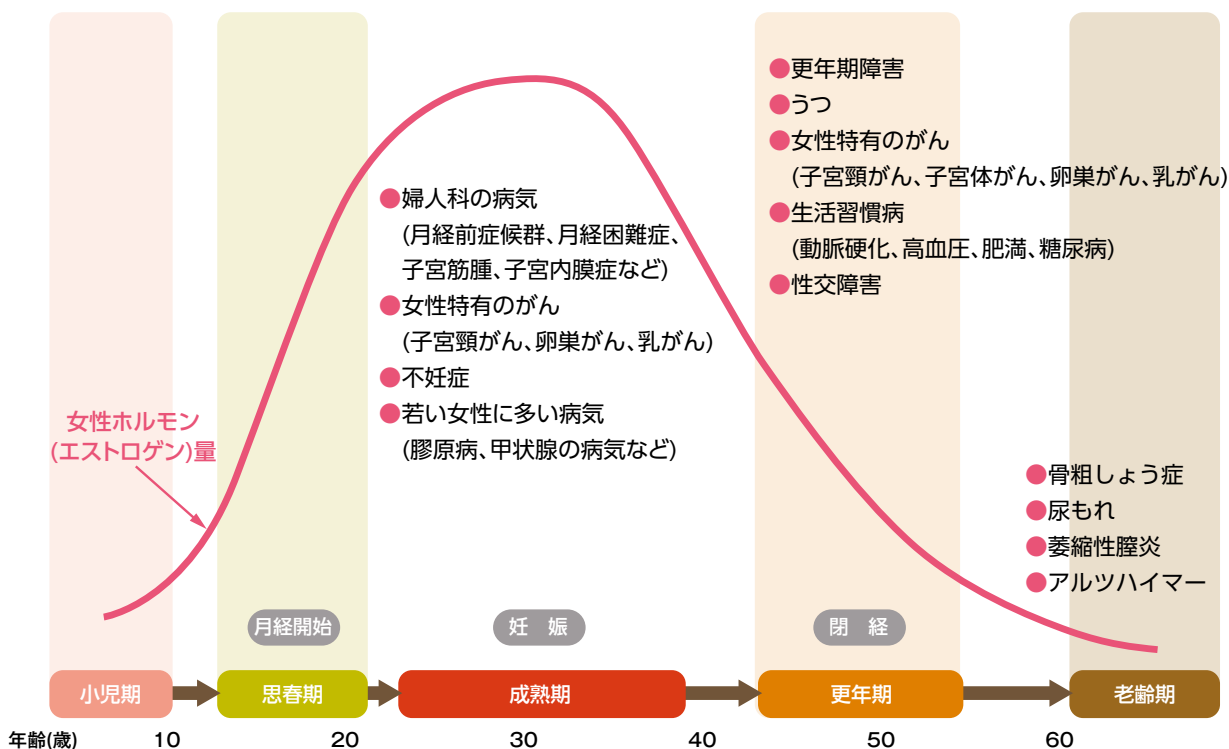 ●更年期障害
●うつ
●女性特有のがん
(子宮頸がん、子宮体がん、卵巣がん、乳がん)
●生活習慣病
(動脈硬化、高血圧、肥満、糖尿病)
●性交障害
●婦人科の病気
(月経前症候群、月経困難症、
子宮筋腫、子宮内膜症など)
●女性特有のがん
(子宮頸がん、卵巣がん、乳がん)
●不妊症
●若い女性に多い病気
(膠原病、甲状腺の病気など)
女性ホルモン
(エストロゲン)量
●骨粗しょう症
●尿もれ
●萎縮性膣炎
●アルツハイマー
月経開始
妊　娠
閉　経
小児期
思春期
成熟期
更年期
老齢期
年齢(歳) 10 20 30 40 50 60